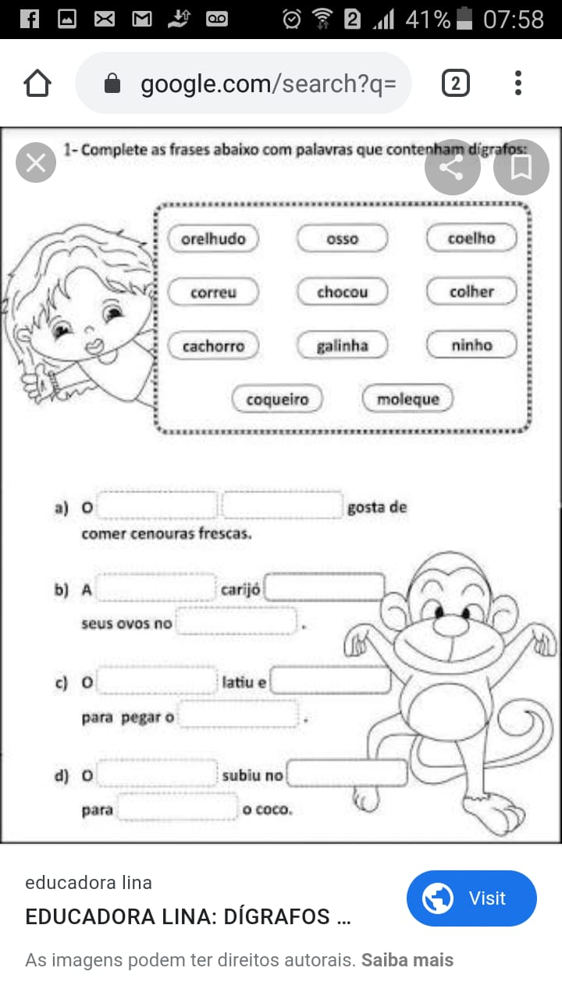 2 41% 07:58
google.com/search?q= 2
1- Complete as frases abaixo com palavras que contenham dígrafos:
orelhudo osso coelho
correu chocou colher
cachorro galinha ninho
coqueiro moleque
a) O gosta de
comer cenouras frescas.
b) A carijó
seus ovos no .
c) O latiu e
para pegar o .
d) O subiu no
para o coco.
educadora lina
EDUCADORA LINA: DÍGRAFOS ...
Visit
As imagens podem ter direitos autorais. Saiba mais